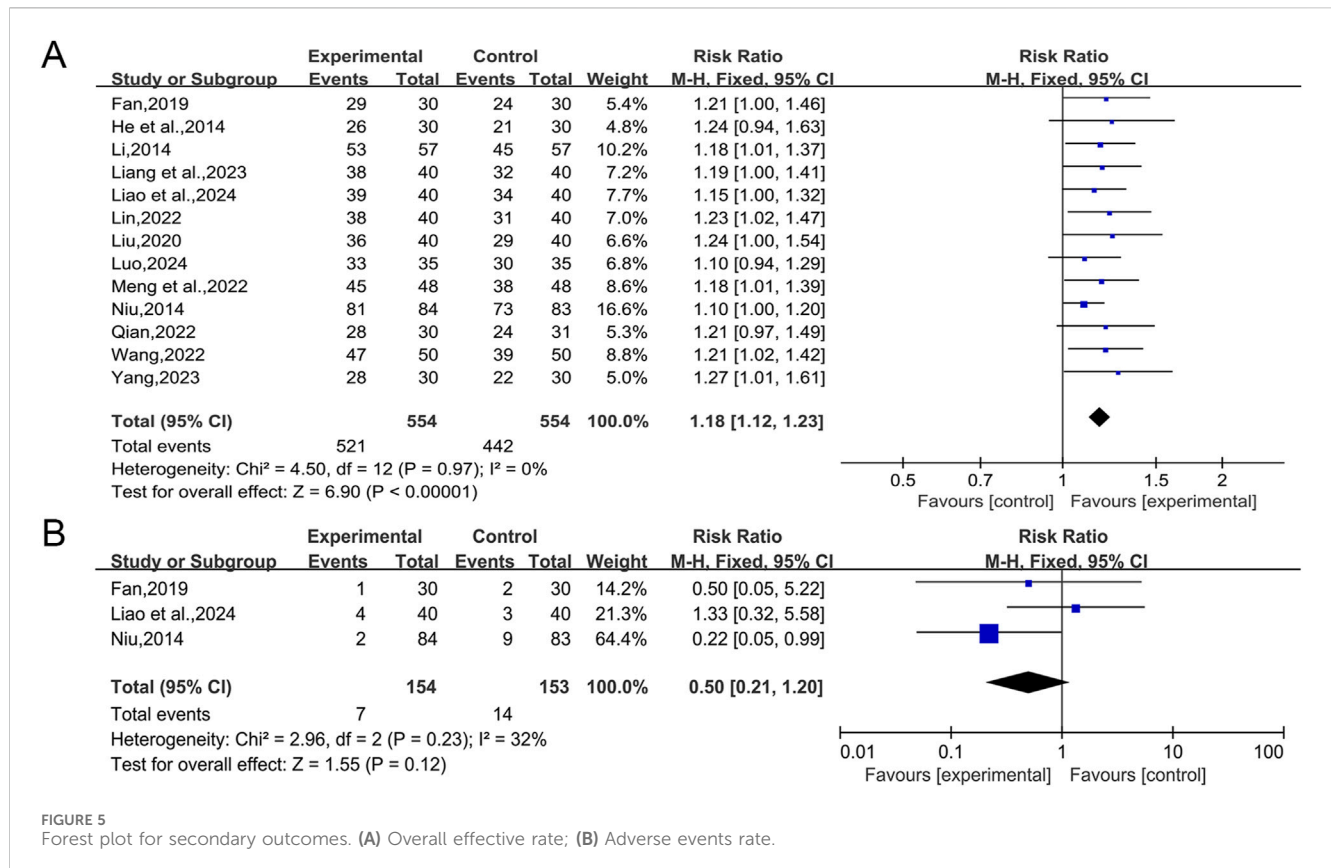 A
Experimental Control Risk Ratio Risk Ratio
Study or Subgroup Events Total Events Total Weight M-H, Fixed, 95% CI M-H, Fixed, 95% CI
Fan,2019 29 30 24 30 5.4% 1.21 [1.00, 1.46]
He et al.,2014 26 30 21 30 4.8% 1.24 [0.94, 1.63]
Li,2014 53 57 45 57 10.2% 1.18 [1.01, 1.37]
Liang et al.,2023 38 40 32 40 7.2% 1.19 [1.00, 1.41]
Liao et al.,2024 39 40 34 40 7.7% 1.15 [1.00, 1.32]
Lin,2022 38 40 31 40 7.0% 1.23 [1.02, 1.47]
Liu,2020 36 40 29 40 6.6% 1.24 [1.00, 1.54]
Luo,2024 33 35 30 35 6.8% 1.10 [0.94, 1.29]
Meng et al.,2022 45 48 38 48 8.6% 1.18 [1.01, 1.39]
Niu,2014 81 84 73 83 16.6% 1.10 [1.00, 1.20]
Qian,2022 28 30 24 31 5.3% 1.21 [0.97, 1.49]
Wang,2022 47 50 39 50 8.8% 1.21 [1.02, 1.42]
Yang,2023 28 30 22 30 5.0% 1.27 [1.01, 1.61]
Total (95% CI) 554 554 100.0% 1.18 [1.12, 1.23]
Total events 521 442
Heterogeneity: Chi² = 4.50, df = 12 (P = 0.97); I² = 0%
Test for overall effect: Z = 6.90 (P < 0.00001)
0.5 0.7 1 1.5 2
Favours [control] Favours [experimental]
B
Experimental Control Risk Ratio Risk Ratio
Study or Subgroup Events Total Events Total Weight M-H, Fixed, 95% CI M-H, Fixed, 95% CI
Fan,2019 1 30 2 30 14.2% 0.50 [0.05, 5.22]
Liao et al.,2024 4 40 3 40 21.3% 1.33 [0.32, 5.58]
Niu,2014 2 84 9 83 64.4% 0.22 [0.05, 0.99]
Total (95% CI) 154 153 100.0% 0.50 [0.21, 1.20]
Total events 7 14
Heterogeneity: Chi² = 2.96, df = 2 (P = 0.23); I² = 32%
Test for overall effect: Z = 1.55 (P = 0.12)
0.01 0.1 1 10 100
Favours [experimental] Favours [control]
FIGURE 5
Forest plot for secondary outcomes. (A) Overall effective rate; (B) Adverse events rate.